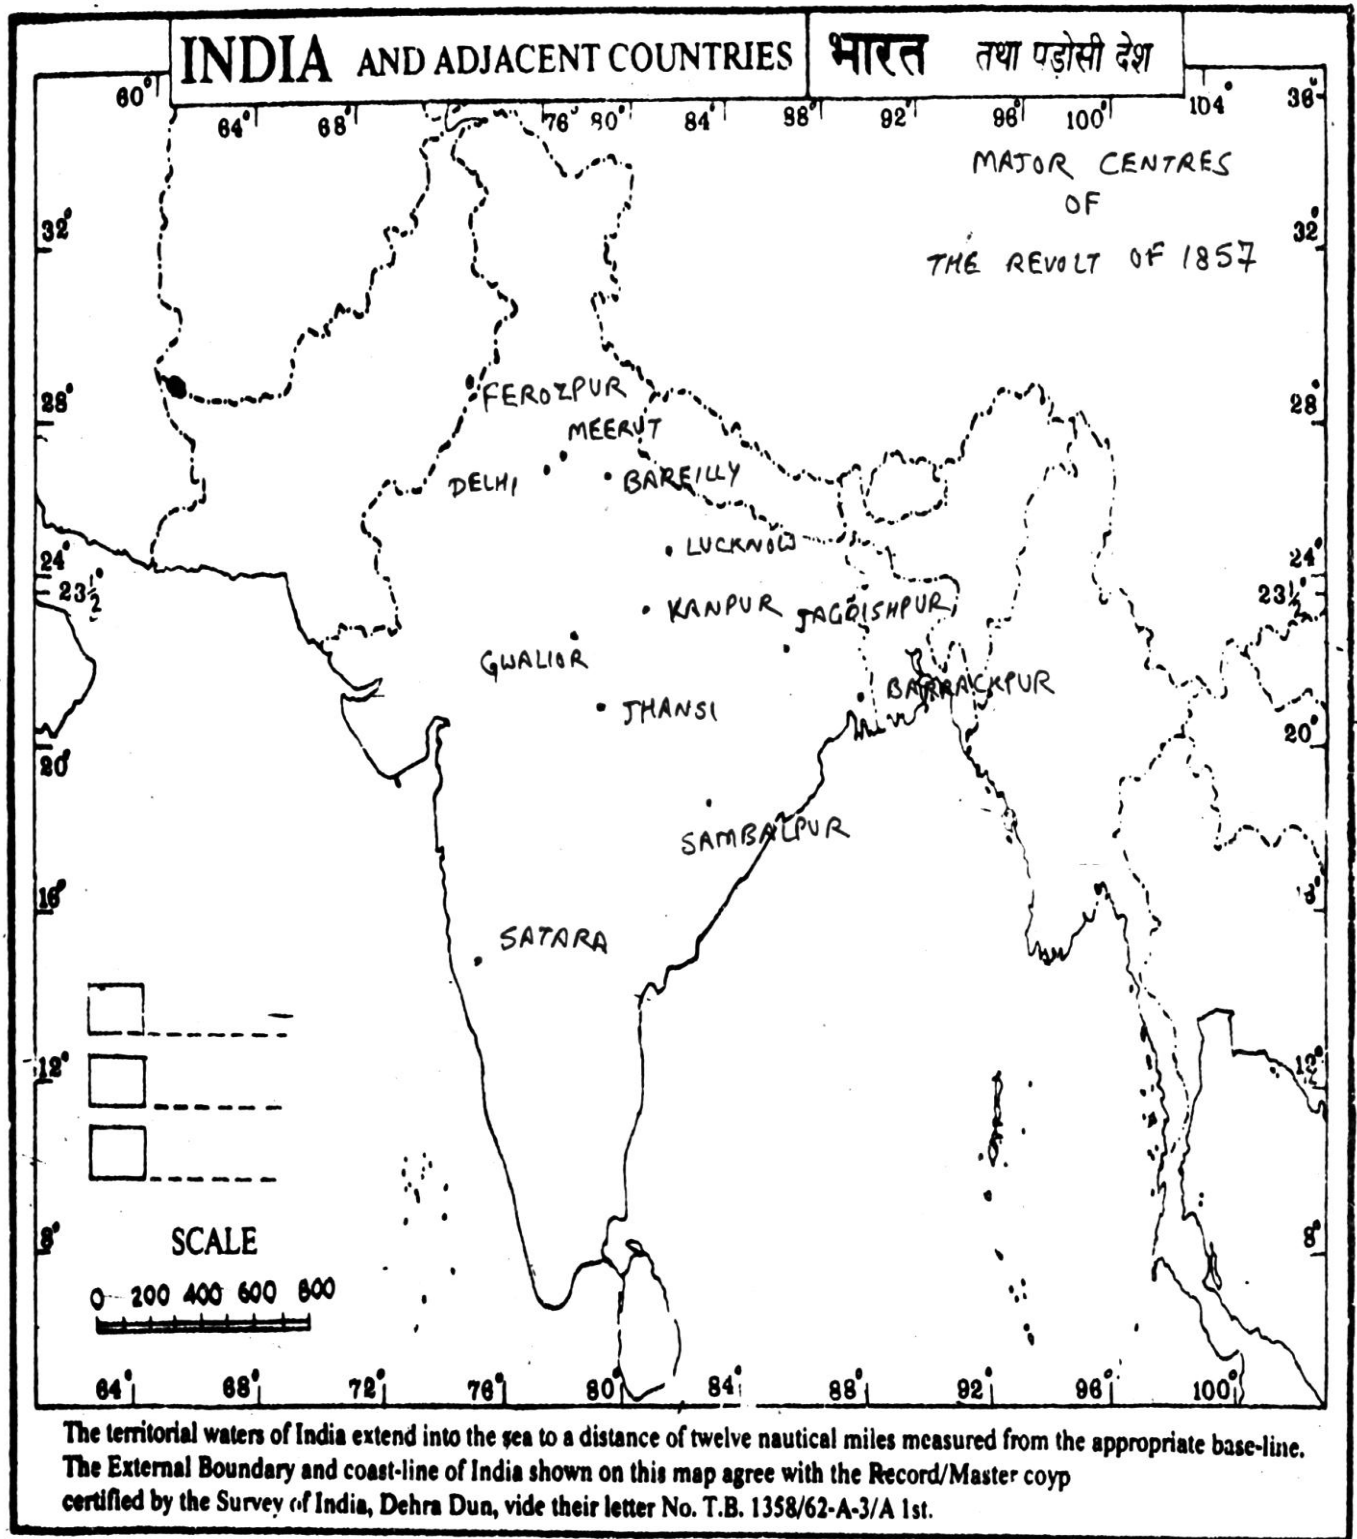 INDIA AND ADJACENT COUNTRIES भारत तथा पड़ोसी देश
60° 64° 68° 76° 80° 84° 88° 92° 96° 100° 104° 36°
MAJOR CENTRES
OF
THE REVOLT OF 1857
32° 32°
28° 28°
FEROZPUR
MEERUT
DELHI
BAREILLY
LUCKNOW
24° 24°
23½° 23½°
KANPUR
JAGDISHPUR
GWALIOR
BARRACKPUR
JHANSI
20° 20°
SAMBALPUR
16°
SATARA
12° 12°
8° 8°
SCALE
0 200 400 600 800
64° 68° 72° 76° 80° 84° 88° 92° 96° 100°
The territorial waters of India extend into the sea to a distance of twelve nautical miles measured from the appropriate base-line.
The External Boundary and coast-line of India shown on this map agree with the Record/Master coyp
certified by the Survey of India, Dehra Dun, vide their letter No. T.B. 1358/62-A-3/A 1st.